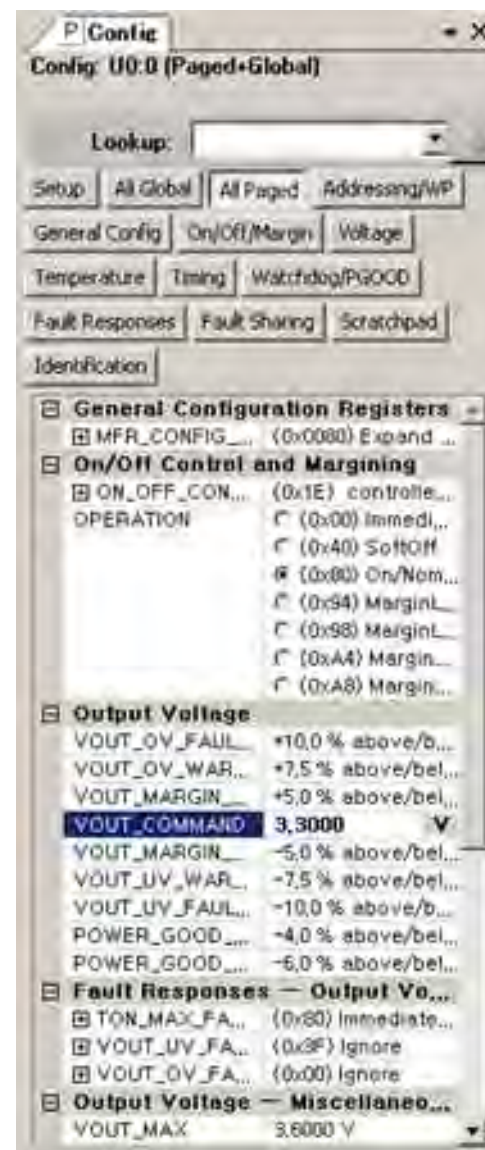 P Config
Config: U0:0 (Paged+Global)
Lookup:
Setup All Global All Paged Addressing/WP
General Config On/Off/Margin Voltage
Temperature Timing Watchdog/PGOOD
Fault Responses Fault Sharing Scratchpad
Identification
General Configuration Registers
MFR_CONFIG_... (0x0080) Expand ...
On/Off Control and Margining
ON_OFF_CON... (0x1E) controlle...
OPERATION (0x00) Immedi...
(0x40) SoftOff
(0x80) On/Nom...
(0x94) MarginL...
(0x98) MarginL...
(0xA4) Margin...
(0xA8) Margin...
Output Voltage
VOUT_OV_FAUL... +10,0 % above/b...
VOUT_OV_WAR... +7,5 % above/bel...
VOUT_MARGIN_... +5,0 % above/bel...
VOUT_COMMAND 3,3000 V
VOUT_MARGIN_... -5,0 % above/bel...
VOUT_UV_WAR... -7,5 % above/bel...
VOUT_UV_FAUL... -10,0 % above/b...
POWER_GOOD_... -4,0 % above/bel...
POWER_GOOD_... -6,0 % above/bel...
Fault Responses — Output Vo...
TON_MAX_FA... (0x80) Immediate...
VOUT_UV_FA... (0x3F) Ignore
VOUT_OV_FA... (0x00) Ignore
Output Voltage — Miscellaneo...
VOUT_MAX 3,6000 V